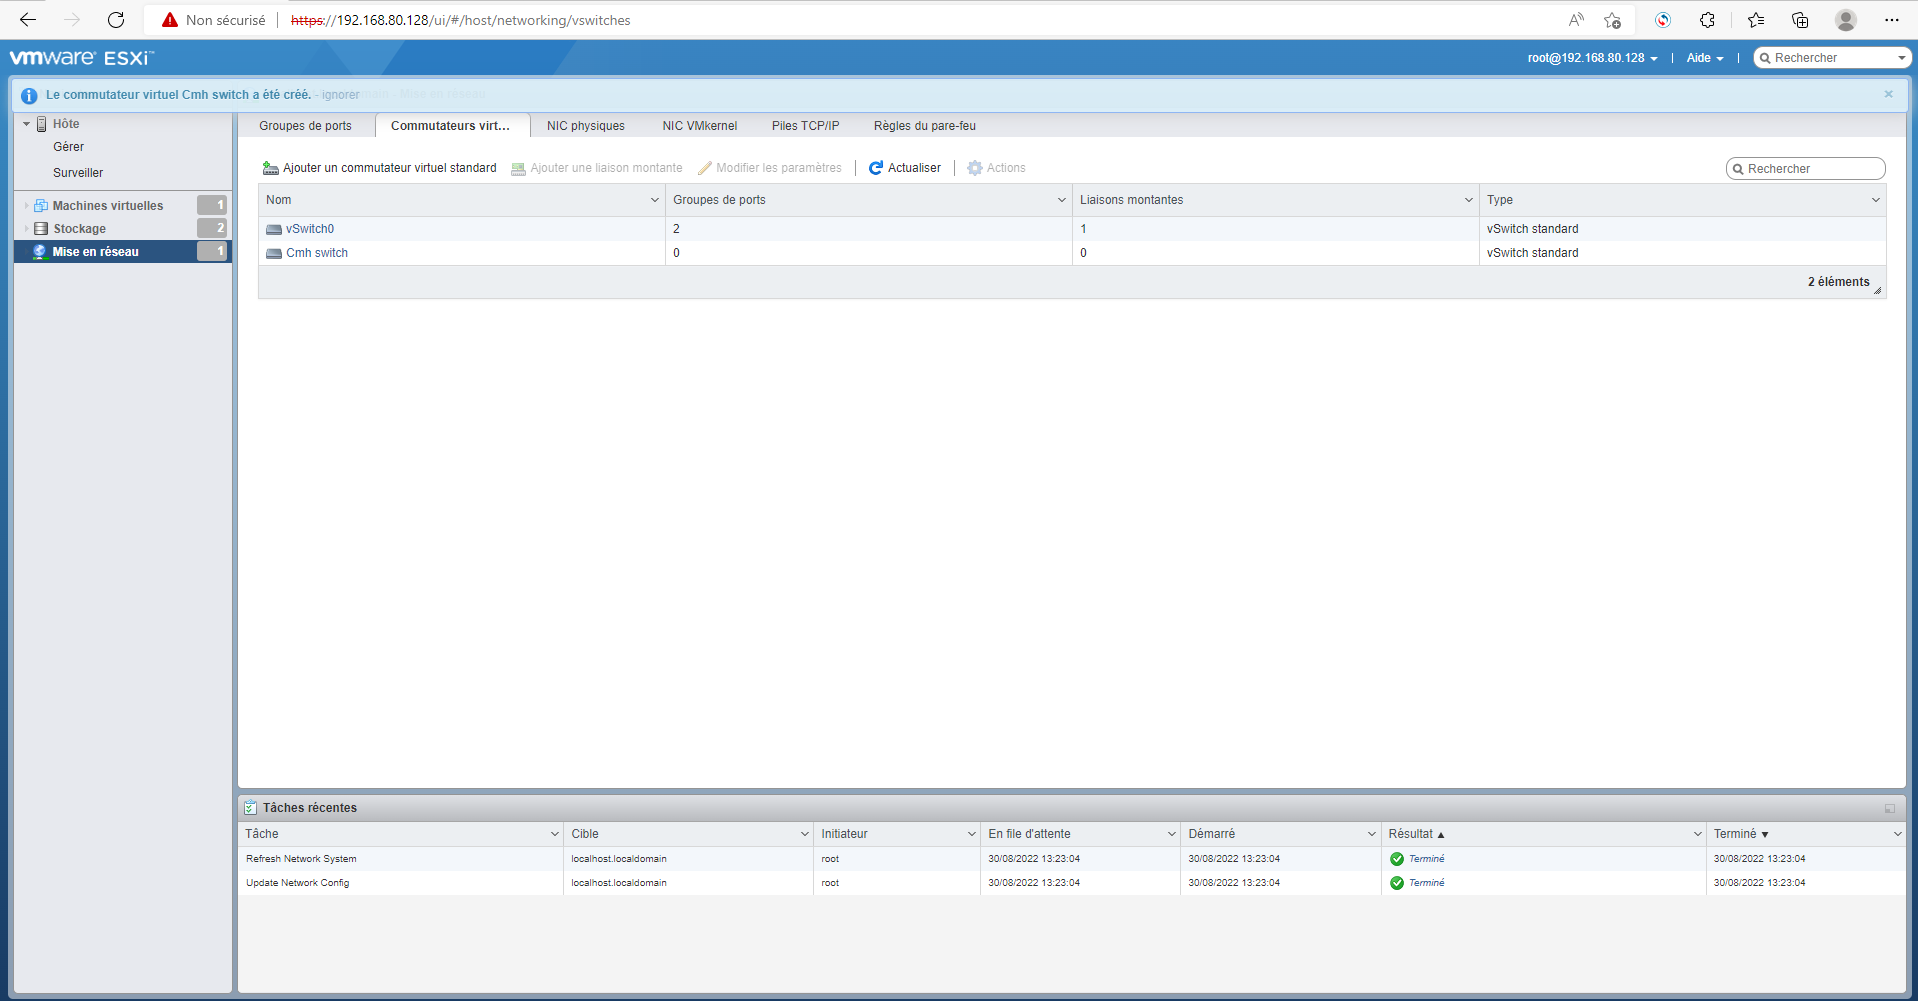 Non sécurisé https://192.168.80.128/ui/#/host/networking/vswitches
vmware ESXi™
root@192.168.80.128 | Aide | Rechercher
Le commutateur virtuel Cmh switch a été créé. - ignorer
Hôte
Gérer
Surveiller
Machines virtuelles 1
Stockage 2
Mise en réseau 1
Groupes de ports Commutateurs virt... NIC physiques NIC VMkernel Piles TCP/IP Règles du pare-feu
Ajouter un commutateur virtuel standard Ajouter une liaison montante Modifier les paramètres | Actualiser | Actions Rechercher
Nom Groupes de ports Liaisons montantes Type
vSwitch0 2 1 vSwitch standard
Cmh switch 0 0 vSwitch standard
2 éléments
Tâches récentes
Tâche Cible Initiateur En file d'attente Démarré Résultat ▲ Terminé ▼
Refresh Network System localhost.localdomain root 30/08/2022 13:23:04 30/08/2022 13:23:04 Terminé 30/08/2022 13:23:04
Update Network Config localhost.localdomain root 30/08/2022 13:23:04 30/08/2022 13:23:04 Terminé 30/08/2022 13:23:04